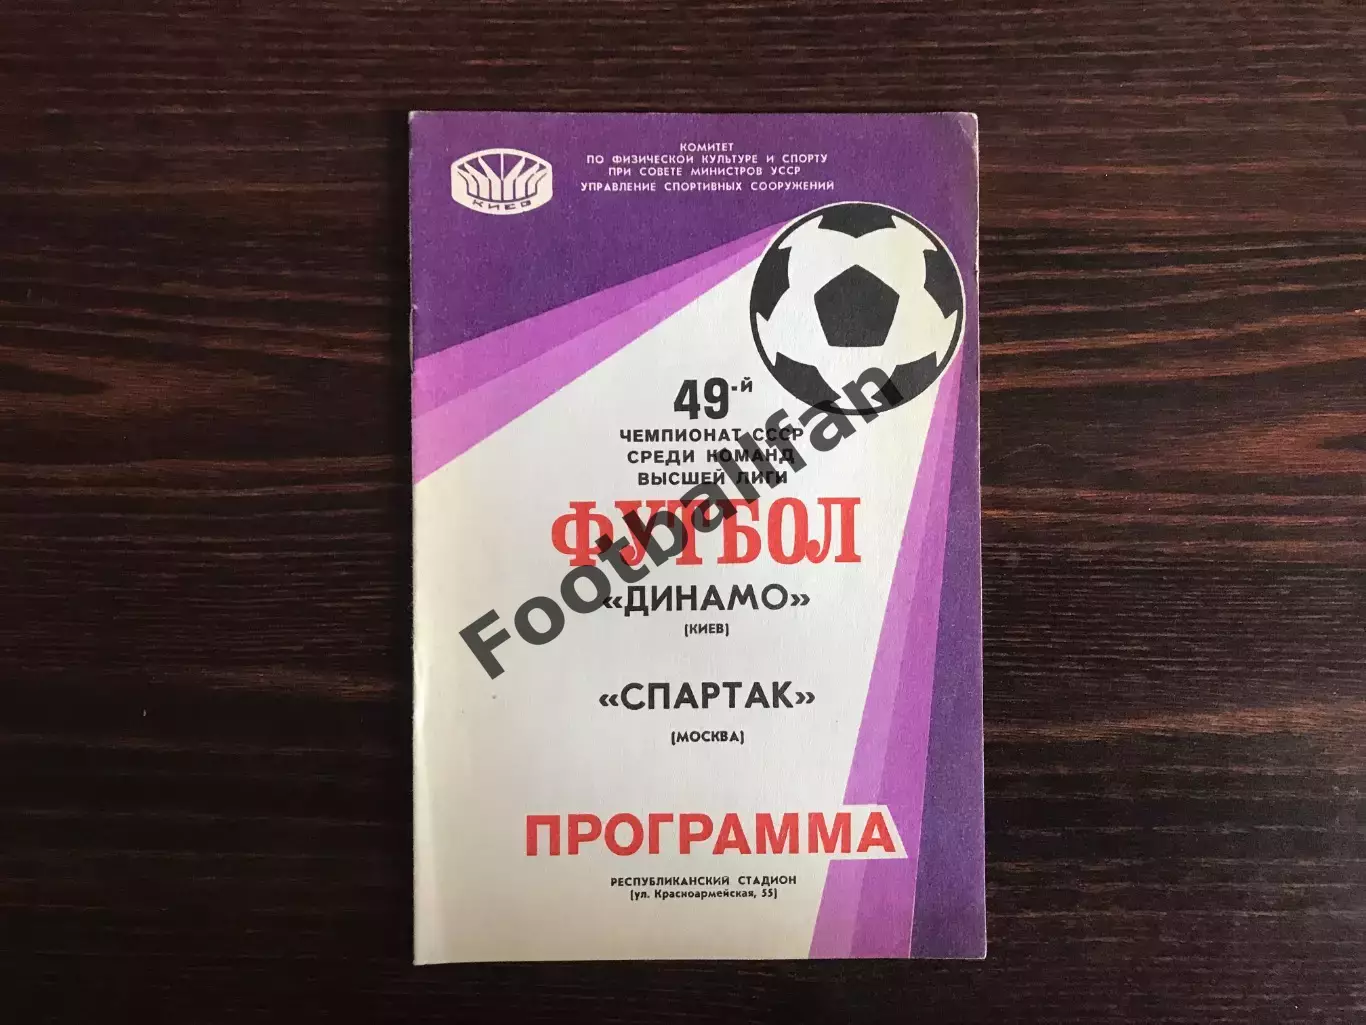 КОМИТЕТ
ПО ФИЗИЧЕСКОЙ КУЛЬТУРЕ И СПОРТУ
ПРИ СОВЕТЕ МИНИСТРОВ УССР
УПРАВЛЕНИЕ СПОРТИВНЫХ СООРУЖЕНИЙ
КИЕВ
49-й
ЧЕМПИОНАТ СССР
СРЕДИ КОМАНД
ВЫСШЕЙ ЛИГИ
ФУТБОЛ
«ДИНАМО»
(КИЕВ)
«СПАРТАК»
(МОСКВА)
ПРОГРАММА
РЕСПУБЛИКАНСКИЙ СТАДИОН
(ул. Красноармейская, 55)
Footballfan